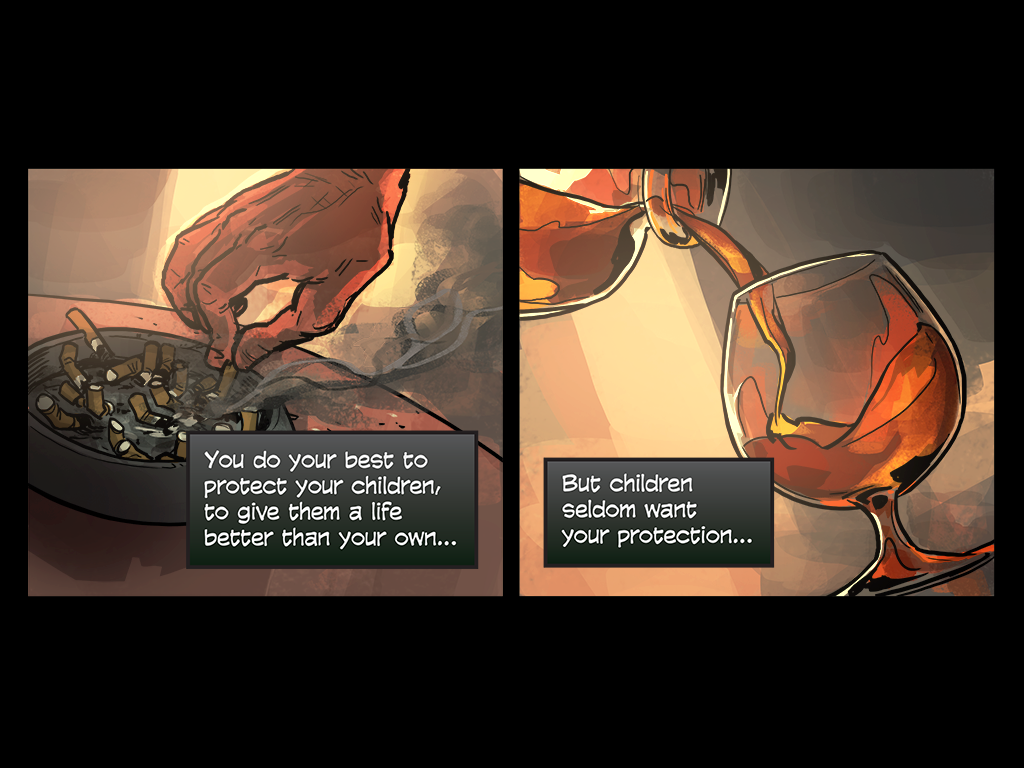 You do your best to
protect your children,
to give them a life
better than your own...
But children
seldom want
your protection...